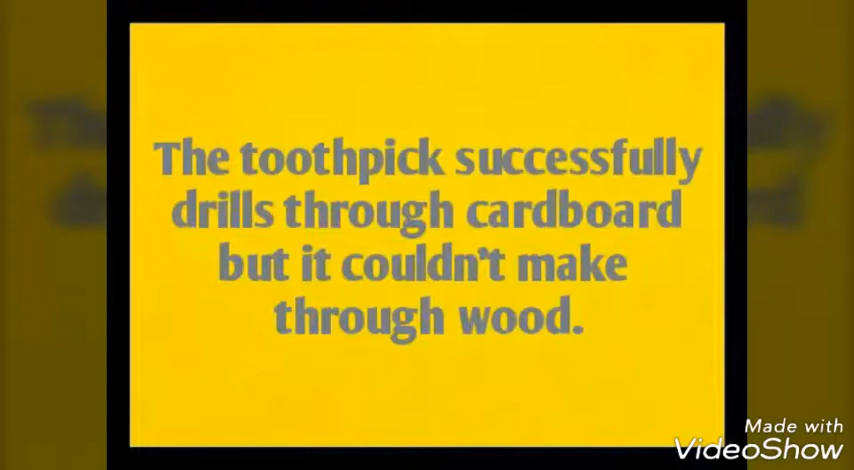 The toothpick successfully
drills through cardboard
but it couldn't make
through wood.
Made with
VideoShow